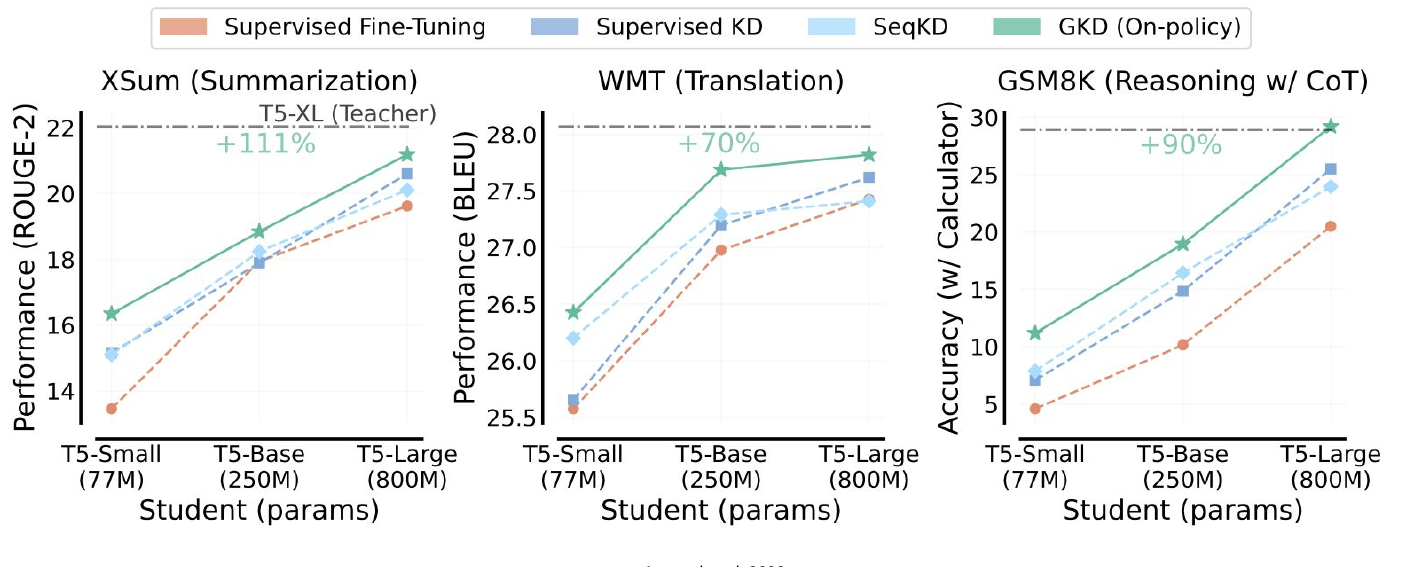 Supervised Fine-Tuning Supervised KD SeqKD GKD (On-policy)
XSum (Summarization)
T5-XL (Teacher)
+111%
Performance (ROUGE-2)
22
20
18
16
14
T5-Small (77M)
T5-Base (250M)
T5-Large (800M)
Student (params)
WMT (Translation)
+70%
Performance (BLEU)
28.0
27.5
27.0
26.5
26.0
25.5
T5-Small (77M)
T5-Base (250M)
T5-Large (800M)
Student (params)
GSM8K (Reasoning w/ CoT)
+90%
Accuracy (w/ Calculator)
30
25
20
15
10
5
T5-Small (77M)
T5-Base (250M)
T5-Large (800M)
Student (params)